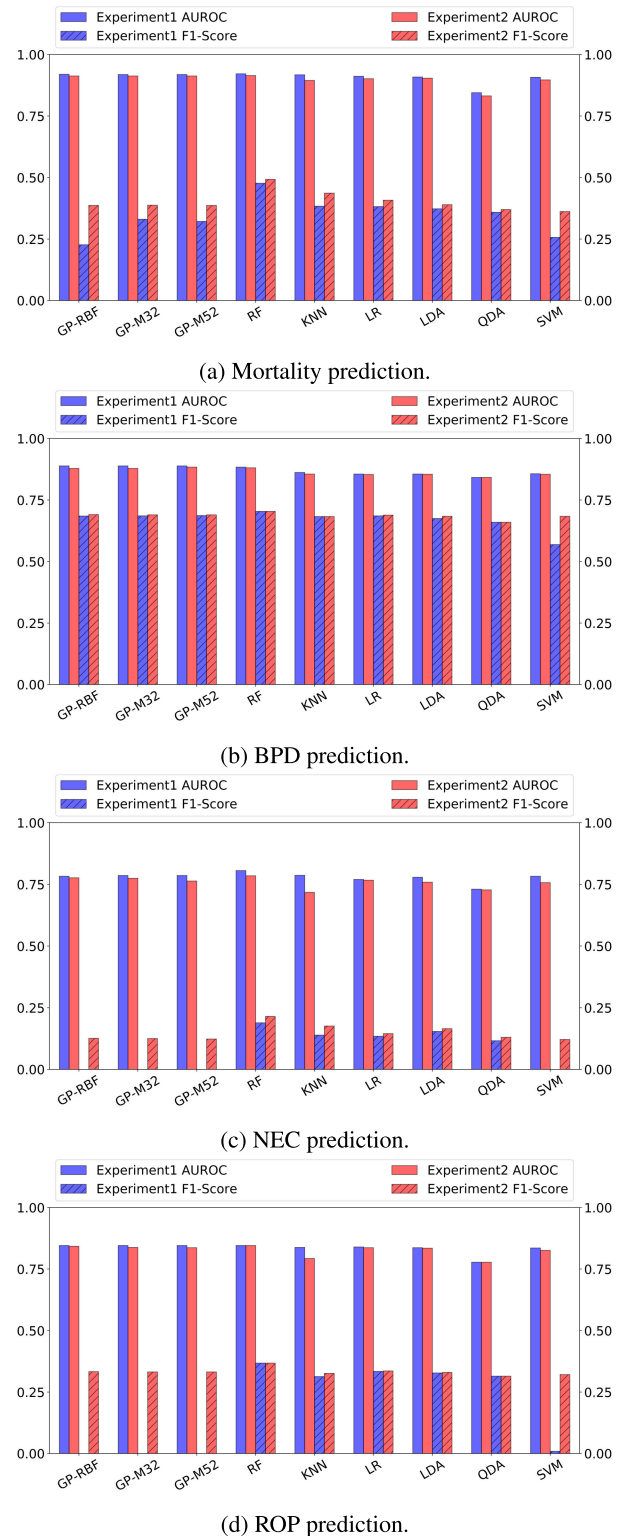 Experiment1 AUROC Experiment2 AUROC
Experiment1 F1-Score Experiment2 F1-Score
1.00 1.00
0.75 0.75
0.50 0.50
0.25 0.25
0.00 0.00
GP-RBF GP-M32 GP-M52 RF KNN LR LDA QDA SVM
(a) Mortality prediction.
Experiment1 AUROC Experiment2 AUROC
Experiment1 F1-Score Experiment2 F1-Score
1.00 1.00
0.75 0.75
0.50 0.50
0.25 0.25
0.00 0.00
GP-RBF GP-M32 GP-M52 RF KNN LR LDA QDA SVM
(b) BPD prediction.
Experiment1 AUROC Experiment2 AUROC
Experiment1 F1-Score Experiment2 F1-Score
1.00 1.00
0.75 0.75
0.50 0.50
0.25 0.25
0.00 0.00
GP-RBF GP-M32 GP-M52 RF KNN LR LDA QDA SVM
(c) NEC prediction.
Experiment1 AUROC Experiment2 AUROC
Experiment1 F1-Score Experiment2 F1-Score
1.00 1.00
0.75 0.75
0.50 0.50
0.25 0.25
0.00 0.00
GP-RBF GP-M32 GP-M52 RF KNN LR LDA QDA SVM
(d) ROP prediction.